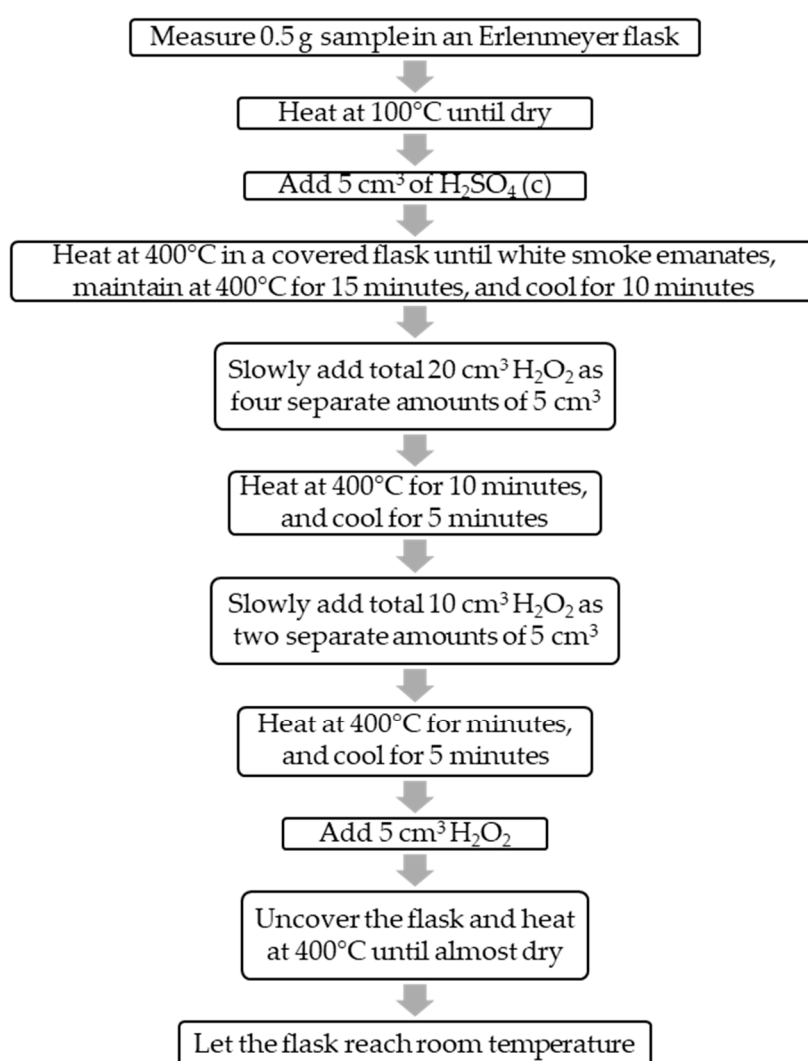 Measure 0.5 g sample in an Erlenmeyer flask
Heat at 100°C until dry
Add 5 cm³ of H₂SO₄ (c)
Heat at 400°C in a covered flask until white smoke emanates,
maintain at 400°C for 15 minutes, and cool for 10 minutes
Slowly add total 20 cm³ H₂O₂ as
four separate amounts of 5 cm³
Heat at 400°C for 10 minutes,
and cool for 5 minutes
Slowly add total 10 cm³ H₂O₂ as
two separate amounts of 5 cm³
Heat at 400°C for minutes,
and cool for 5 minutes
Add 5 cm³ H₂O₂
Uncover the flask and heat
at 400°C until almost dry
Let the flask reach room temperature